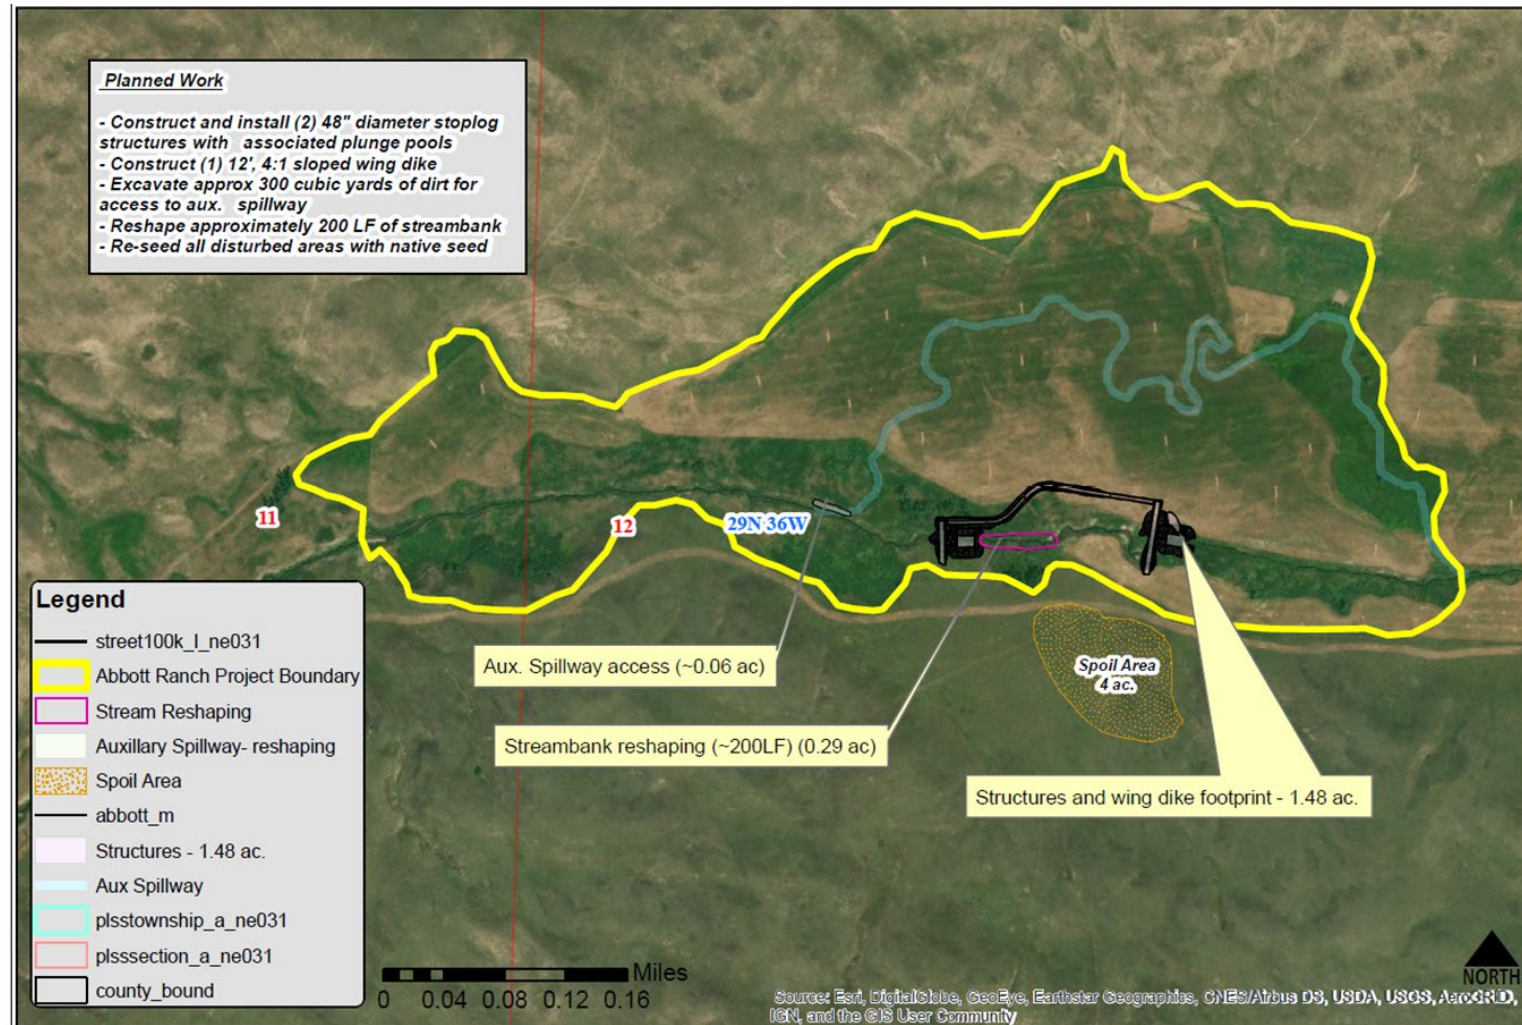 Planned Work
- Construct and install (2) 48" diameter stoplog
structures with associated plunge pools
- Construct (1) 12', 4:1 sloped wing dike
- Excavate approx 300 cubic yards of dirt for
access to aux. spillway
- Reshape approximately 200 LF of streambank
- Re-seed all disturbed areas with native seed
11
12
29N 36W
Aux. Spillway access (~0.06 ac)
Streambank reshaping (~200LF) (0.29 ac)
Spoil Area
4 ac.
Structures and wing dike footprint - 1.48 ac.
Legend
street100k_l_ne031
Abbott Ranch Project Boundary
Stream Reshaping
Auxillary Spillway- reshaping
Spoil Area
abbott_m
Structures - 1.48 ac.
Aux Spillway
plsstownship_a_ne031
plsssection_a_ne031
county_bound
Miles
0 0.04 0.08 0.12 0.16
NORTH
Source: Esri, DigitalGlobe, GeoEye, Earthstar Geographics, CNES/Airbus DS, USDA, USGS, AeroGRID,
IGN, and the GIS User Community